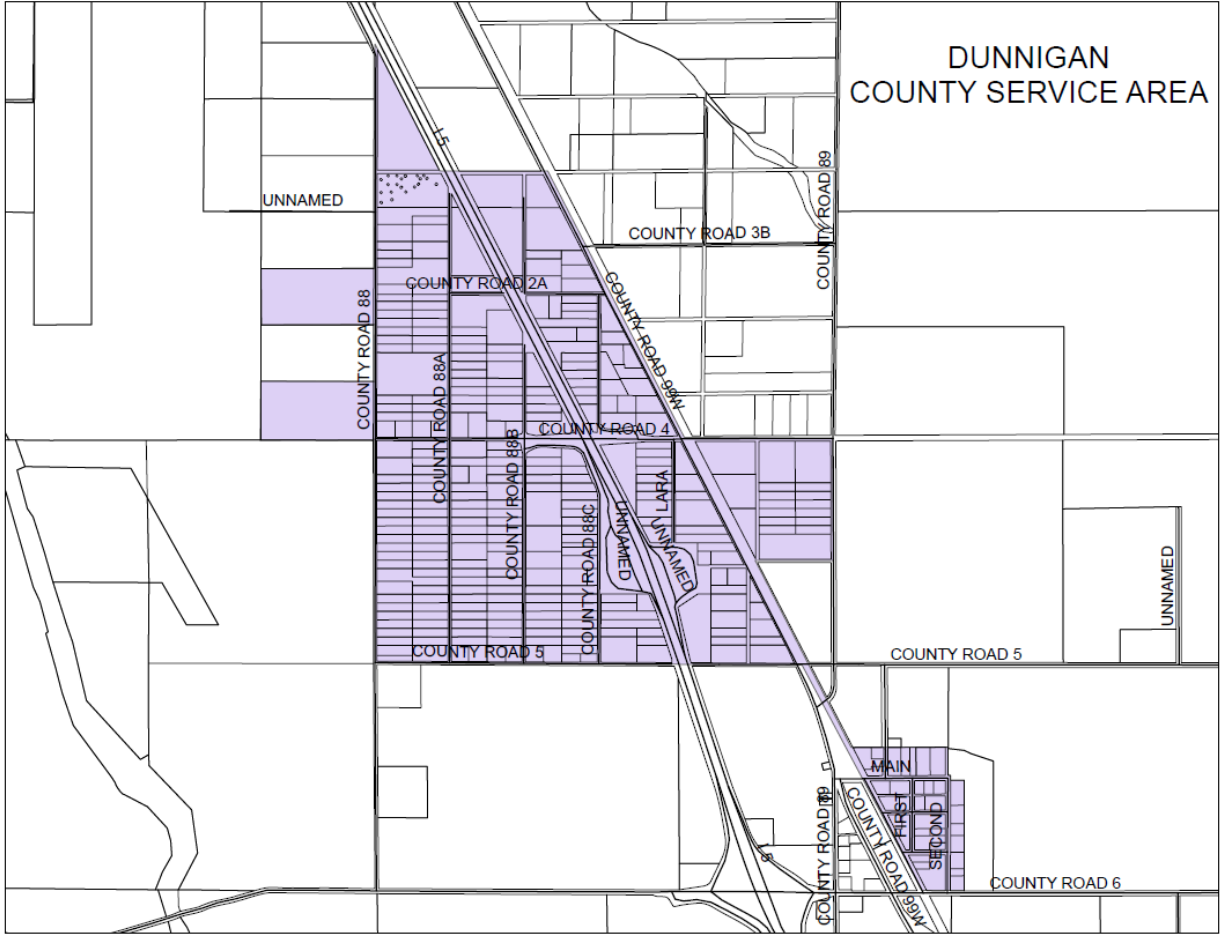 DUNNIGAN
COUNTY SERVICE AREA
I-5
COUNTY ROAD 89
UNNAMED
COUNTY ROAD 3B
COUNTY ROAD 2A
COUNTY ROAD 88
COUNTY ROAD 99W
COUNTY ROAD 88A
COUNTY ROAD 4
COUNTY ROAD 88B
LARA
COUNTY ROAD 88C
UNNAMED
UNNAMED
UNNAMED
COUNTY ROAD 5
COUNTY ROAD 5
MAIN
FIRST
SECOND
COUNTY ROAD 89
COUNTY ROAD 99W
I-5
COUNTY ROAD 6